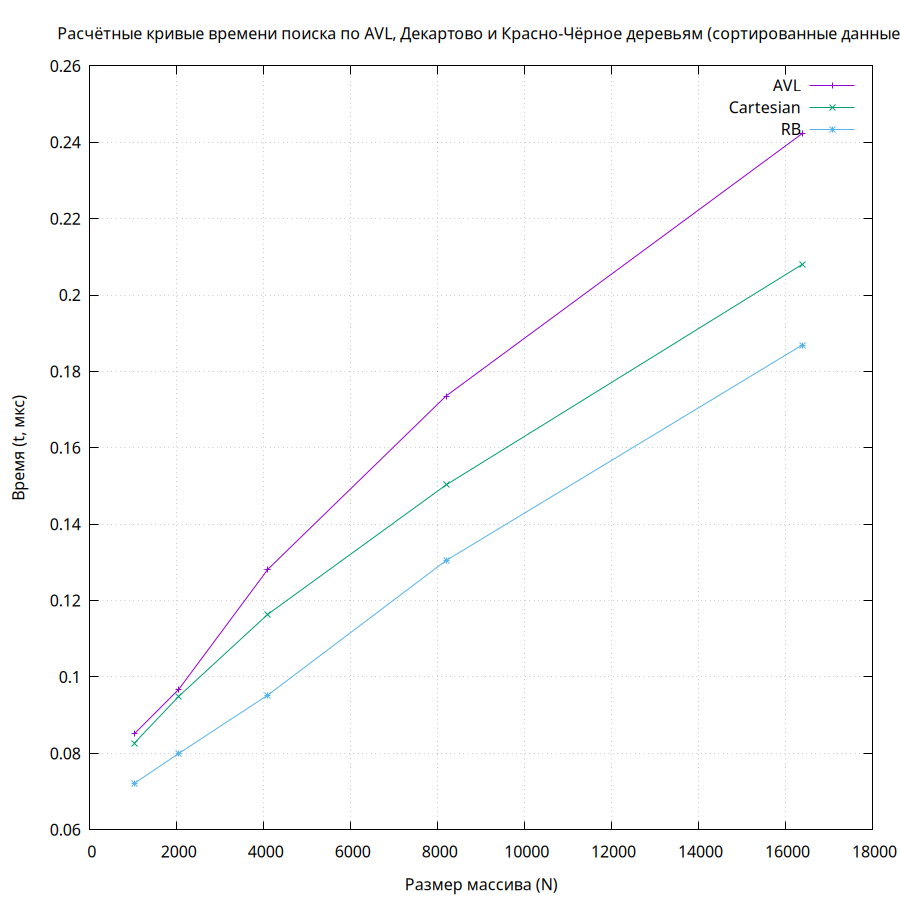 Расчётные кривые времени поиска по AVL, Декартово и Красно-Чёрное деревьям (сортированные данные
0.26
0.24
0.22
0.2
0.18
0.16
0.14
0.12
0.1
0.08
0.06
AVL
Cartesian
RB
Время (t, мкс)
0 2000 4000 6000 8000 10000 12000 14000 16000 18000
Размер массива (N)